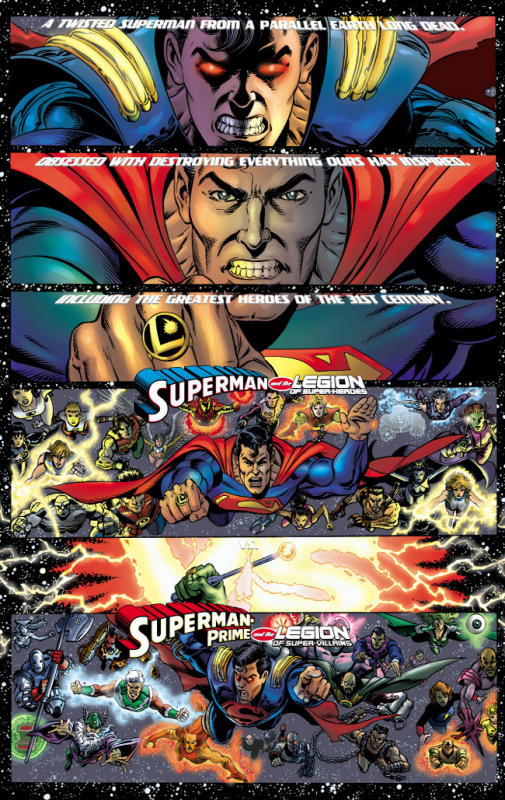 A TWISTED SUPERMAN FROM A PARALLEL EARTH LONG DEAD.
OBSESSED WITH DESTROYING EVERYTHING OURS HAS INSPIRED.
INCLUDING THE GREATEST HEROES OF THE 31ST CENTURY.
L
SUPERMAN and the LEGION
OF SUPER-HEROES
VS.
SUPERMAN-
PRIME and the LEGION
OF SUPER-VILLAINS